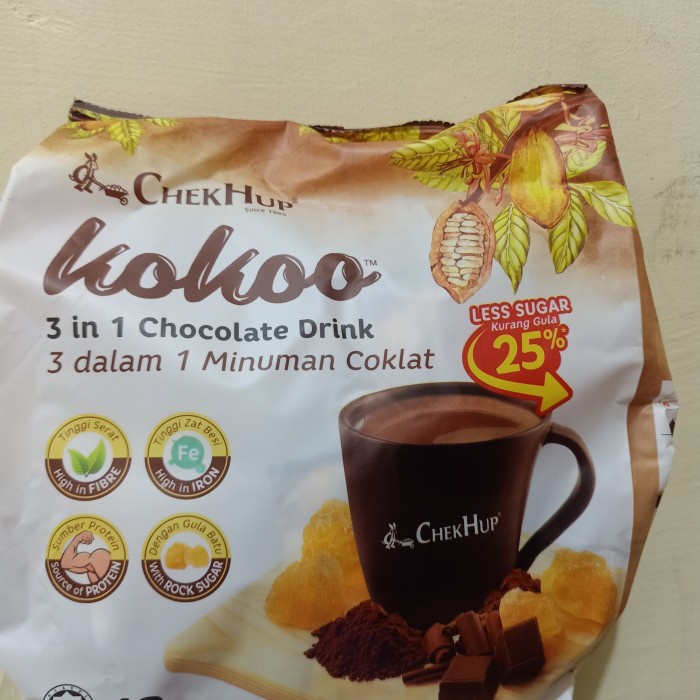 CHEKHUP®
Since 1965
kokoo™
3 in 1 Chocolate Drink
3 dalam 1 Minuman Coklat
LESS SUGAR
Kurang Gula
25%*
Tinggi Serat
High in FIBRE
Tinggi Zat Besi
Fe
High in IRON
Sumber Protein
Source of PROTEIN
Dengan Gula Batu
With ROCK SUGAR
CHEKHUP®